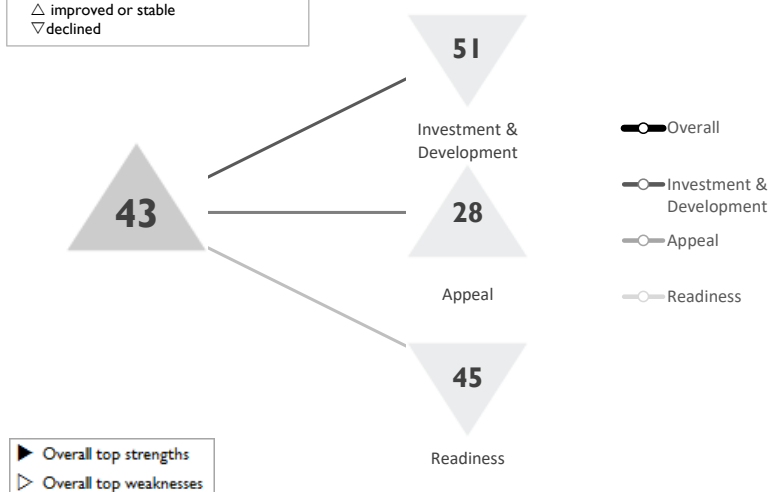 △ improved or stable
▽ declined
51
Investment &
Development
43
28
Appeal
45
Readiness
Overall
Investment &
Development
Appeal
Readiness
▶ Overall top strengths
▷ Overall top weaknesses